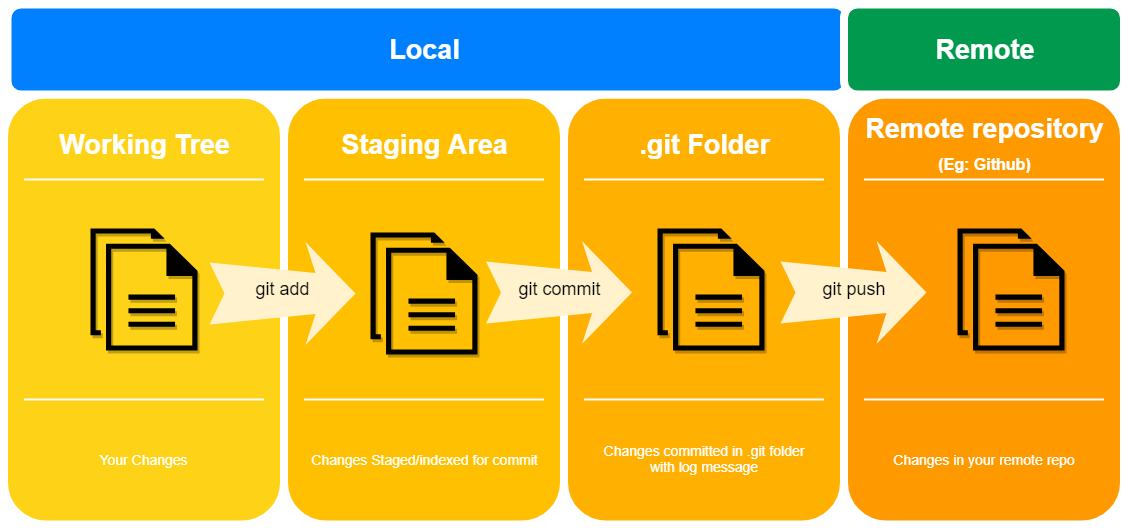 Local
Remote
Working Tree
Staging Area
.git Folder
Remote repository
(Eg: Github)
git add
git commit
git push
Your Changes
Changes Staged/indexed for commit
Changes committed in .git folder
with log message
Changes in your remote repo